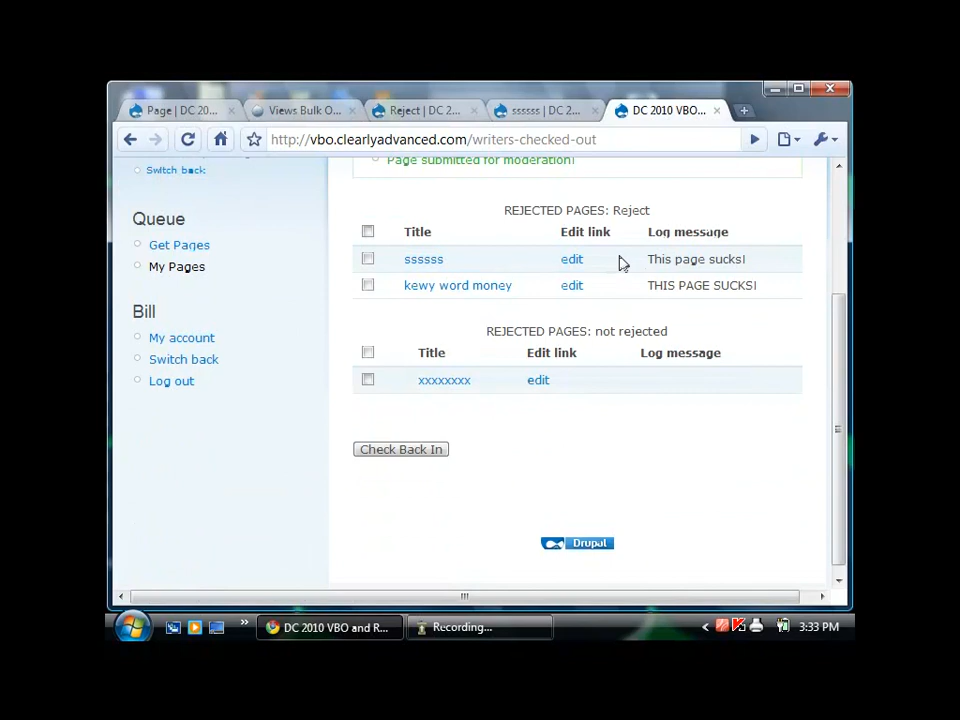 Page | DC 20... Views Bulk O... Reject | DC 2... ssssss | DC 2... DC 2010 VBO...
http://vbo.clearlyadvanced.com/writers-checked-out
Switch back
Page submitted for moderation!
Queue
Get Pages
My Pages
Bill
My account
Switch back
Log out
REJECTED PAGES: Reject
Title Edit link Log message
ssssss edit This page sucks!
kewy word money edit THIS PAGE SUCKS!
REJECTED PAGES: not rejected
Title Edit link Log message
xxxxxxxx edit
Check Back In
Drupal
DC 2010 VBO and R... Recording... 3:33 PM